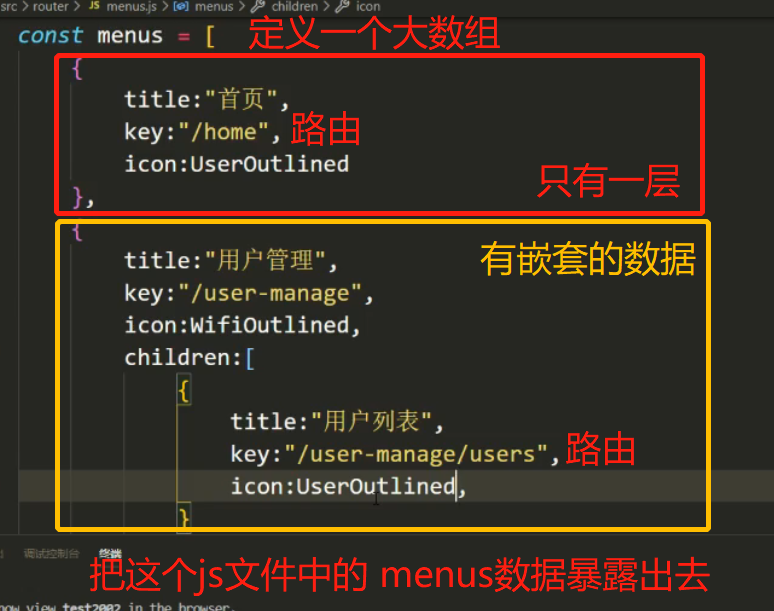 src > router > JS menus.js > menus > children > icon
const menus = [ 定义一个大数组
{
title:"首页",
key:"/home", 路由
icon:UserOutlined
只有一层
},
{
有嵌套的数据
title:"用户管理",
key:"/user-manage",
icon:WifiOutlined,
children:[
{
title:"用户列表",
key:"/user-manage/users", 路由
icon:UserOutlined,
}
调试控制台 终端
把这个js文件中的 menus数据暴露出去
now view test2002 in the browser.